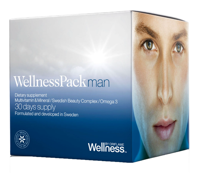 WellnessPack man
Dietary supplement
Multivitamin & Mineral / Swedish Beauty Complex / Omega 3
30 days supply
Formulated and developed in Sweden
Wellness